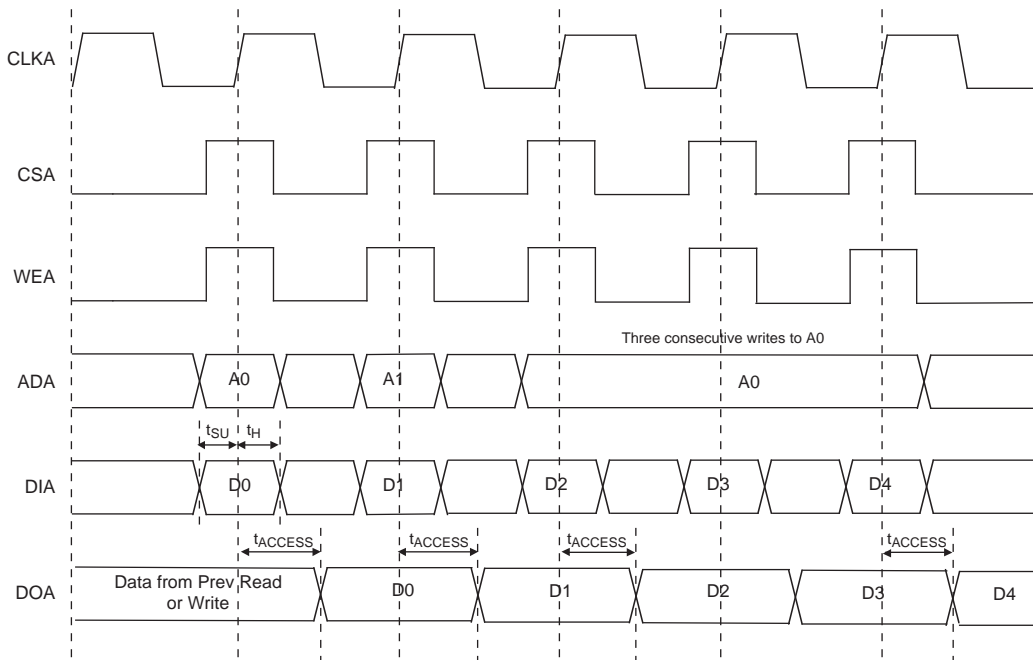 CLKA
CSA
WEA
Three consecutive writes to A0
ADA
A0
A1
A0
tSU
tH
DIA
D0
D1
D2
D3
D4
tACCESS
tACCESS
tACCESS
tACCESS
DOA
Data from Prev Read
or Write
D0
D1
D2
D3
D4